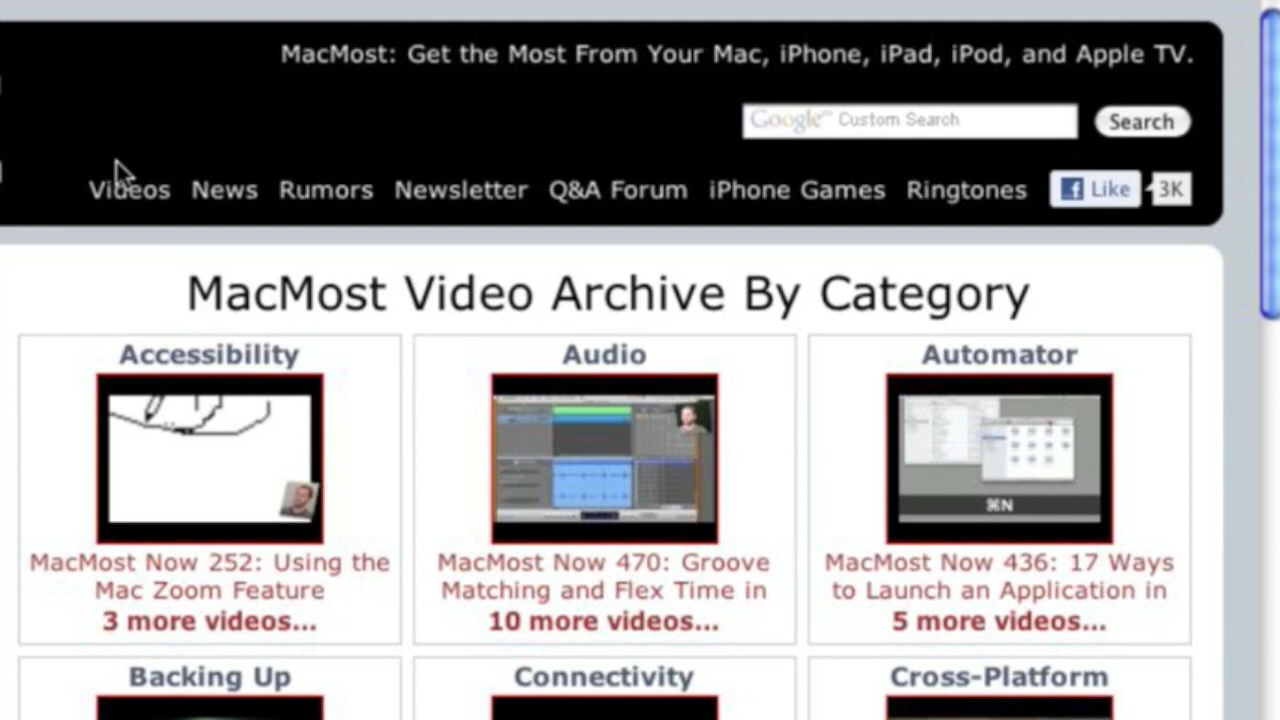 MacMost: Get the Most From Your Mac, iPhone, iPad, iPod, and Apple TV.
Google™ Custom Search
Search
Videos News Rumors Newsletter Q&A Forum iPhone Games Ringtones Like 3K
MacMost Video Archive By Category
Accessibility Audio Automator
⌘N
MacMost Now 252: Using the MacMost Now 470: Groove MacMost Now 436: 17 Ways
Mac Zoom Feature Matching and Flex Time in to Launch an Application in
3 more videos... 10 more videos... 5 more videos...
Backing Up Connectivity Cross-Platform